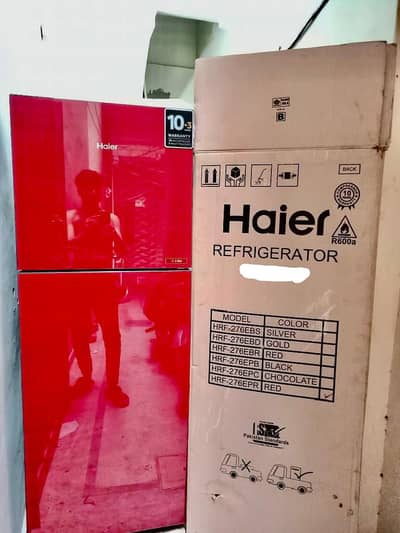 10+3
WARRANTY
Haier
B
BACK
10
Haier
R600a
REFRIGERATOR
MODEL COLOR
HRF-276EBS SILVER
HRF-276EBD GOLD
HRF-276EBR RED
HRF-276EPB BLACK
HRF-276EPC CHOCOLATE
HRF-276EPR RED
Pakistan Standards